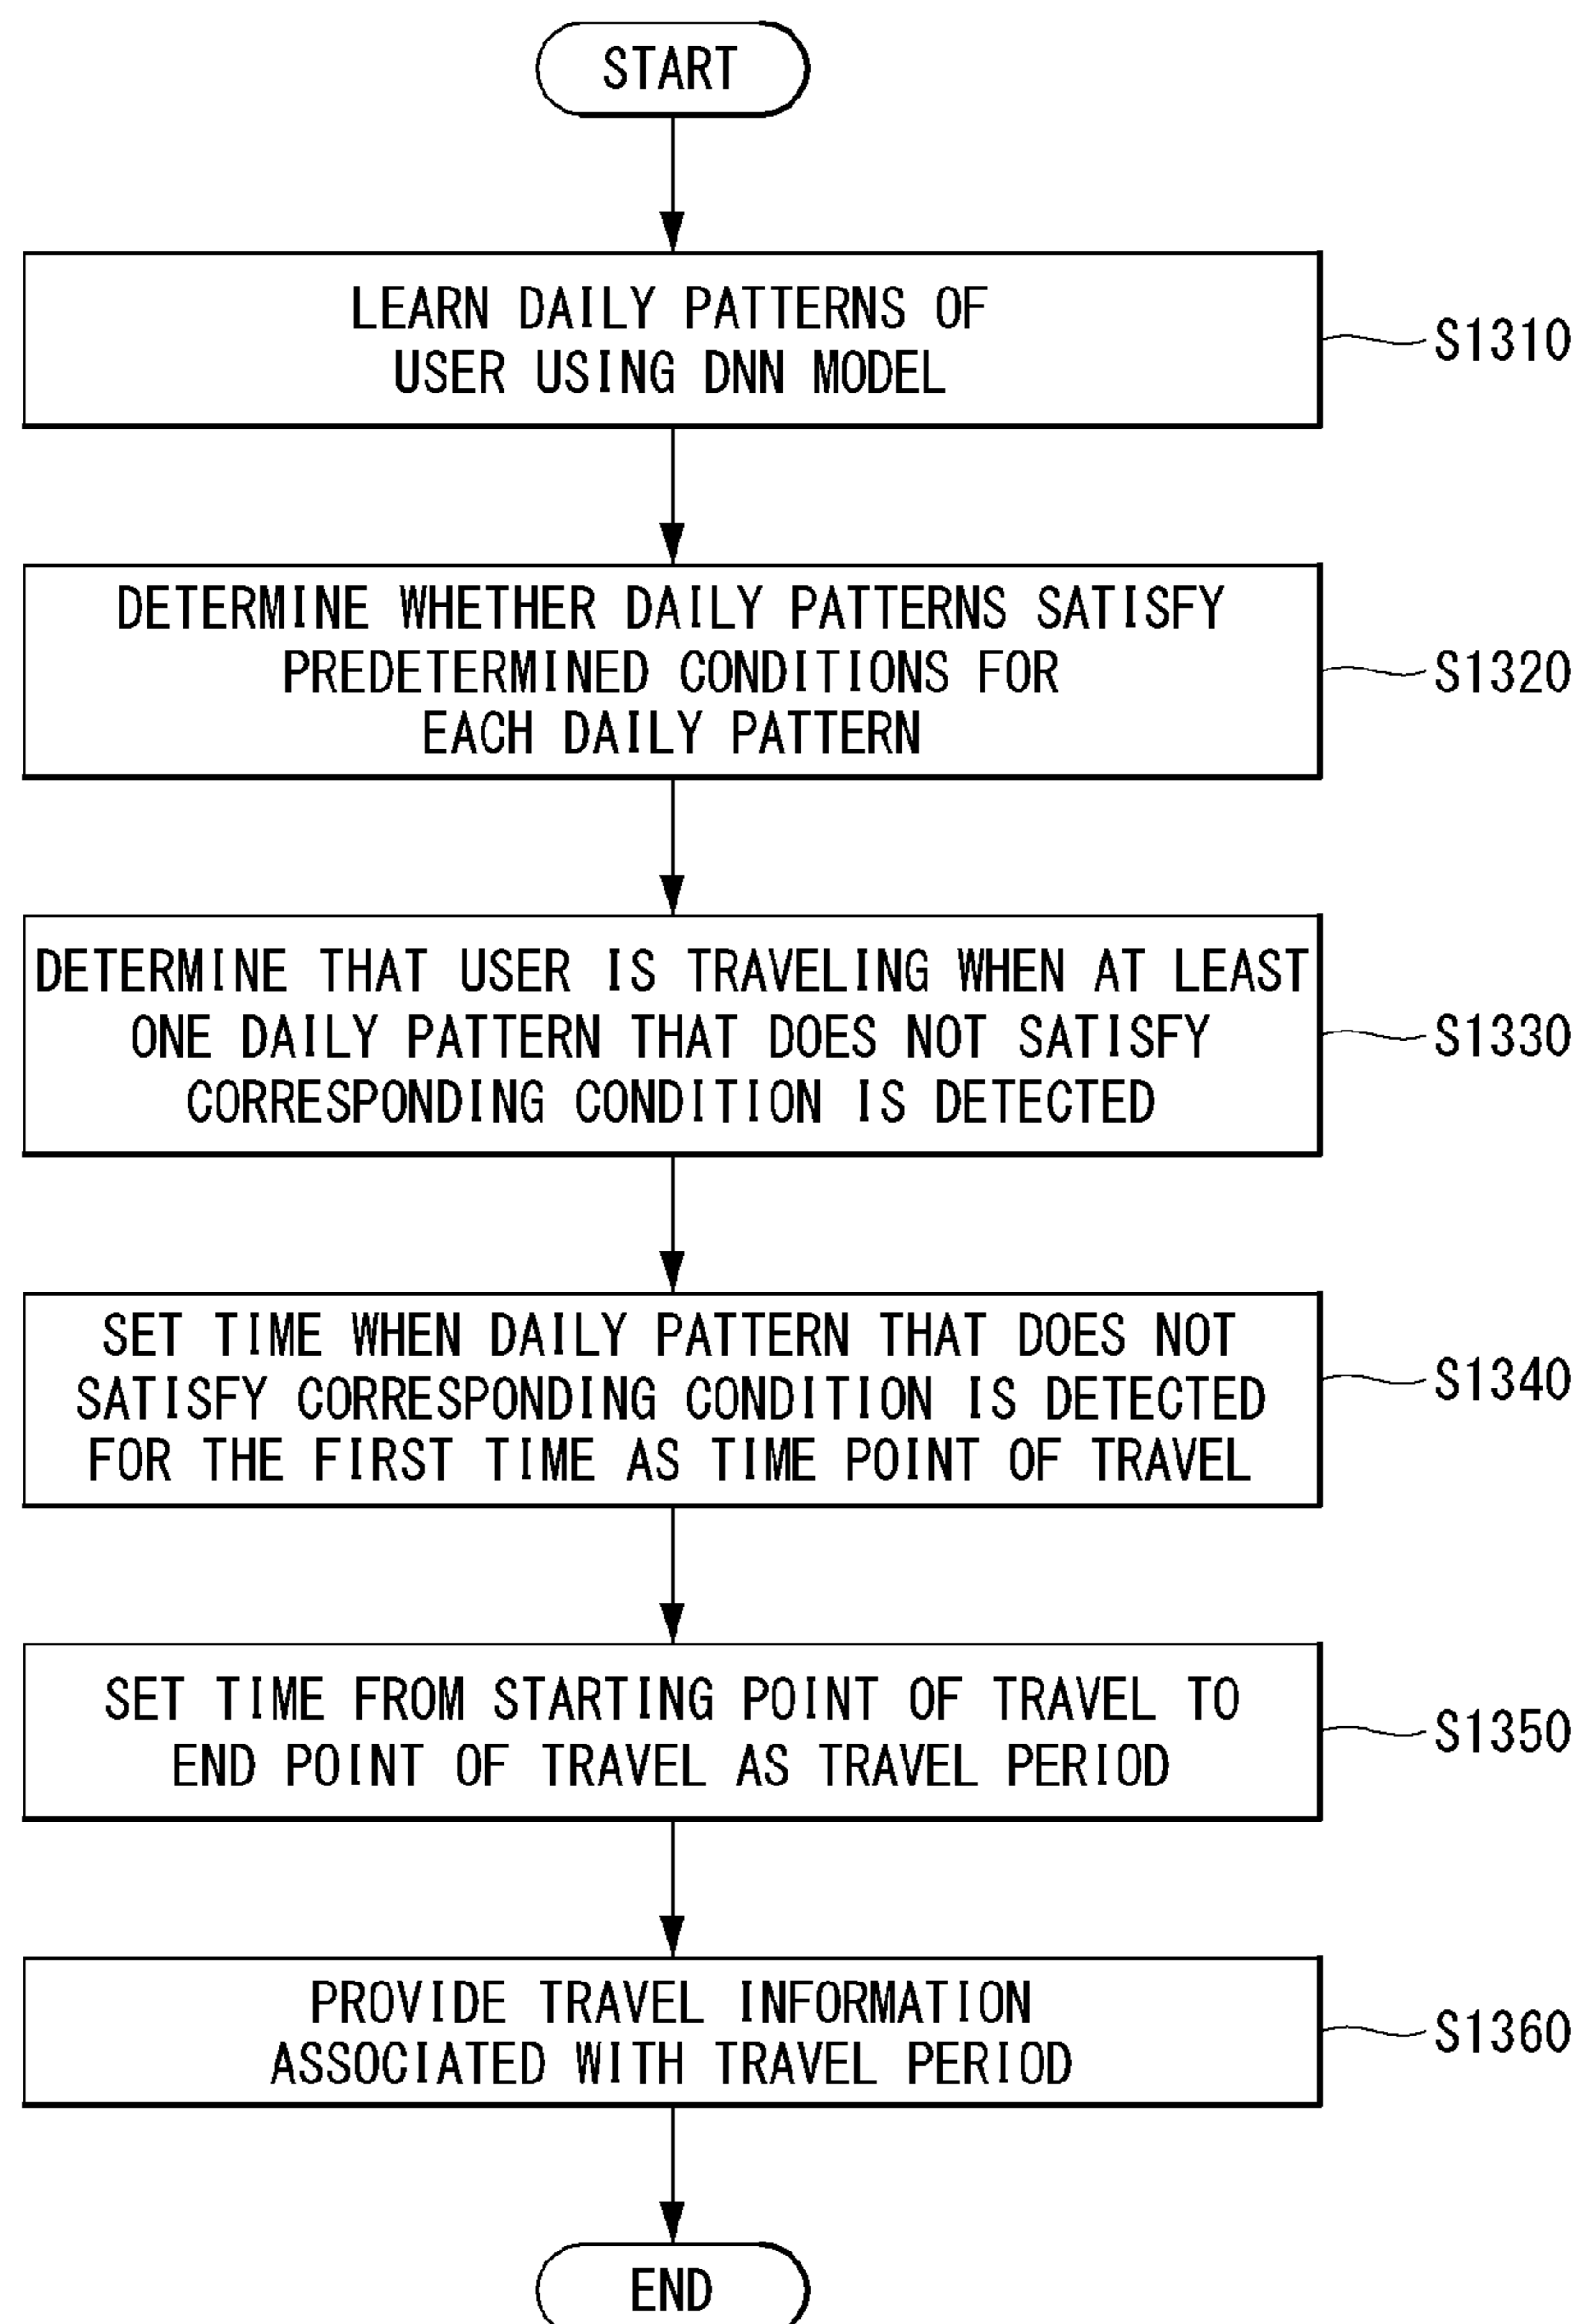 START
LEARN DAILY PATTERNS OF
USER USING DNN MODEL
S1310
DETERMINE WHETHER DAILY PATTERNS SATISFY
PREDETERMINED CONDITIONS FOR
EACH DAILY PATTERN
S1320
DETERMINE THAT USER IS TRAVELING WHEN AT LEAST
ONE DAILY PATTERN THAT DOES NOT SATISFY
CORRESPONDING CONDITION IS DETECTED
S1330
SET TIME WHEN DAILY PATTERN THAT DOES NOT
SATISFY CORRESPONDING CONDITION IS DETECTED
FOR THE FIRST TIME AS TIME POINT OF TRAVEL
S1340
SET TIME FROM STARTING POINT OF TRAVEL TO
END POINT OF TRAVEL AS TRAVEL PERIOD
S1350
PROVIDE TRAVEL INFORMATION
ASSOCIATED WITH TRAVEL PERIOD
S1360
END